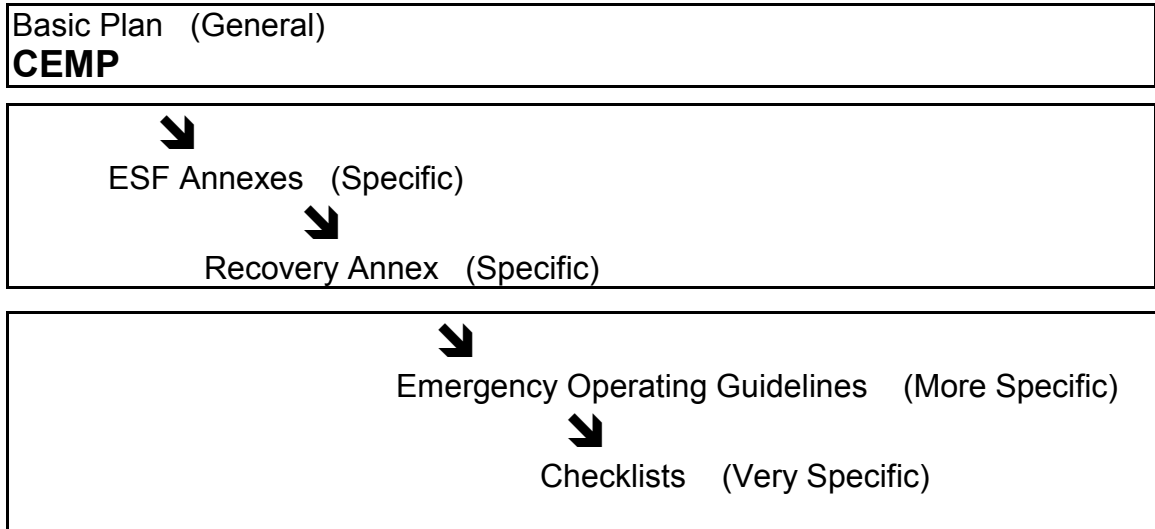 Basic Plan (General)
CEMP
ESF Annexes (Specific)
Recovery Annex (Specific)
Emergency Operating Guidelines (More Specific)
Checklists (Very Specific)